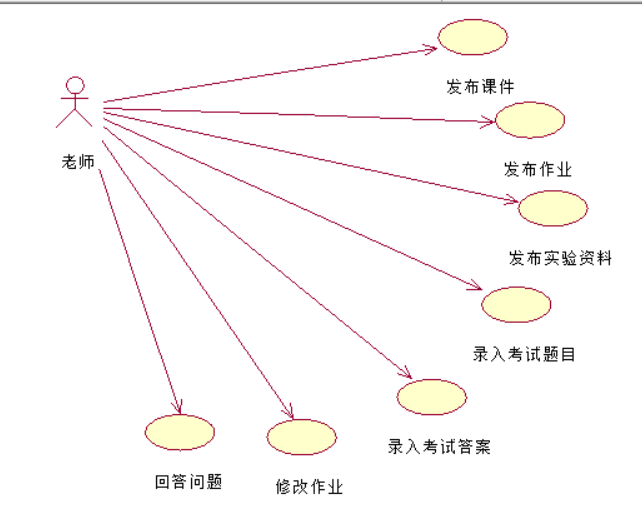 发布课件
老师
发布作业
发布实验资料
录入考试题目
录入考试答案
回答问题
修改作业